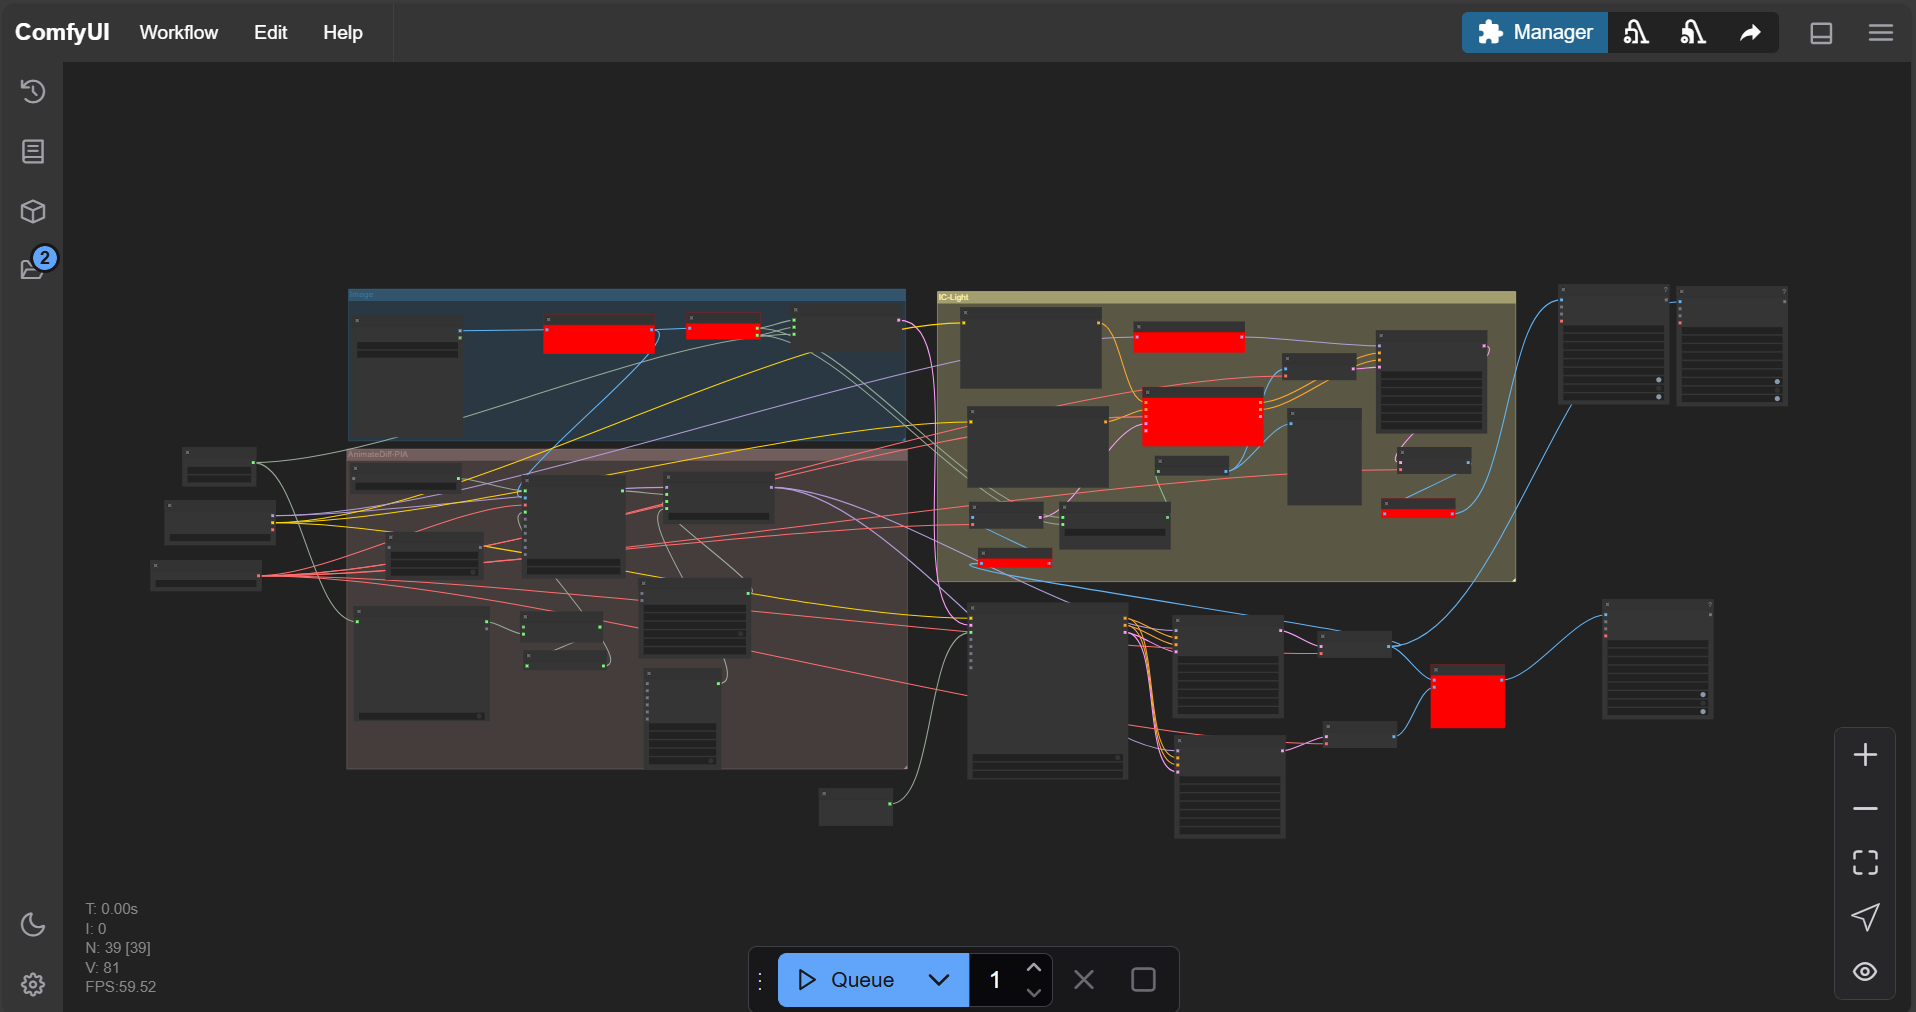 ComfyUI
Workflow
Edit
Help
Manager
2
Image
IC-Light
AnimateDiff-PIA
T: 0.00s
I: 0
N: 39 [39]
V: 81
FPS:59.52
Queue
1